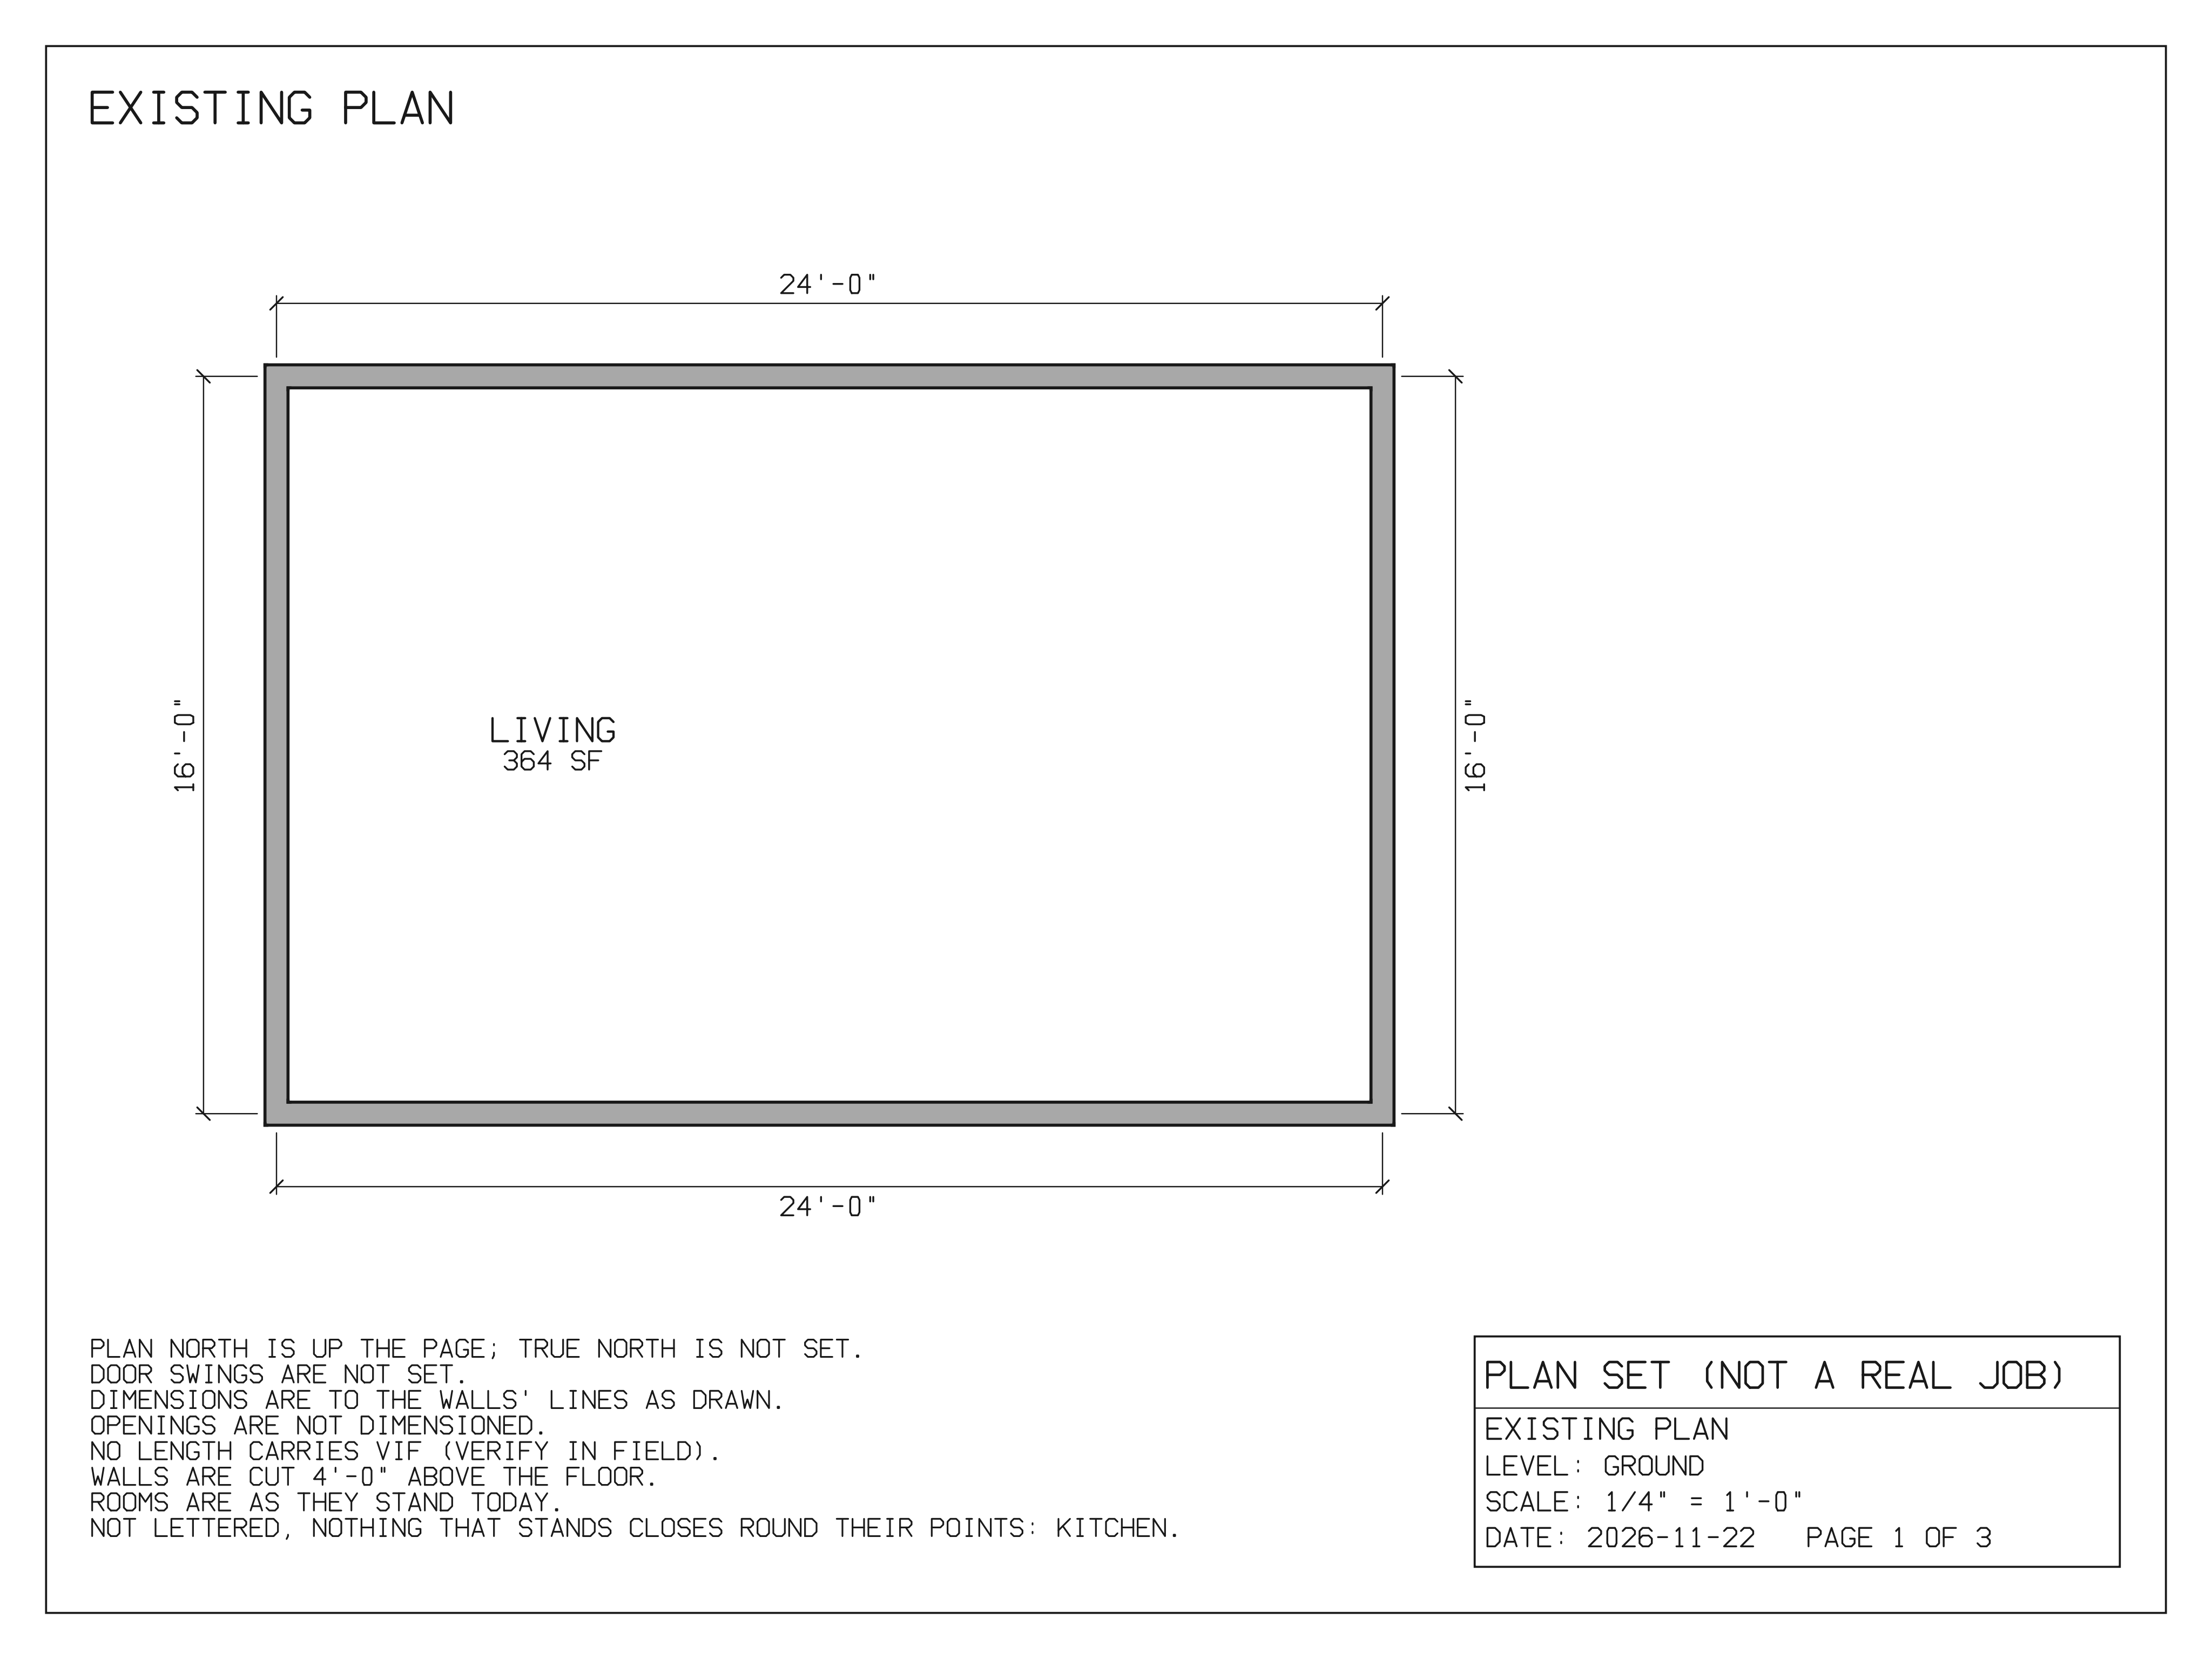 EXISTING PLAN
24'-0"
16'-0"
16'-0"
LIVING
364 SF
24'-0"
PLAN NORTH IS UP THE PAGE; TRUE NORTH IS NOT SET.
DOOR SWINGS ARE NOT SET.
DIMENSIONS ARE TO THE WALLS' LINES AS DRAWN.
OPENINGS ARE NOT DIMENSIONED.
NO LENGTH CARRIES VIF (VERIFY IN FIELD).
WALLS ARE CUT 4'-0" ABOVE THE FLOOR.
ROOMS ARE AS THEY STAND TODAY.
NOT LETTERED, NOTHING THAT STANDS CLOSES ROUND THEIR POINTS: KITCHEN.
PLAN SET (NOT A REAL JOB)
EXISTING PLAN
LEVEL: GROUND
SCALE: 1/4" = 1'-0"
DATE: 2026-11-22 PAGE 1 OF 3